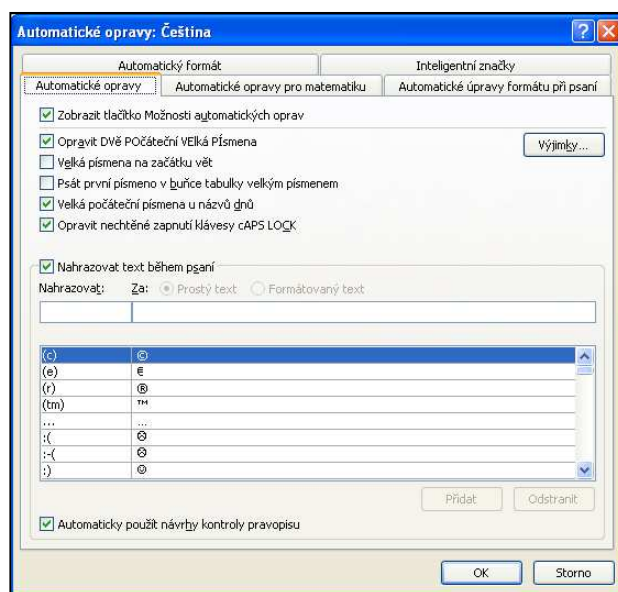 Automatické opravy: Čeština
Automatický formát Inteligentní značky
Automatické opravy Automatické opravy pro matematiku Automatické úpravy formátu při psaní
Zobrazit tlačítko Možnosti automatických oprav
Opravit DVě POčáteční VElká PÍsmena Výjimky...
Velká písmena na začátku vět
Psát první písmeno v buňce tabulky velkým písmenem
Velká počáteční písmena u názvů dnů
Opravit nechtěné zapnutí klávesy cAPS LOCK
Nahrazovat text během psaní
Nahrazovat: Za: Prostý text Formátovaný text
(c) ©
(e) €
(r) ®
(tm) ™
... …
:( ☹
:-( ☹
:) ☺
Přidat Odstranit
Automaticky použít návrhy kontroly pravopisu
OK Storno